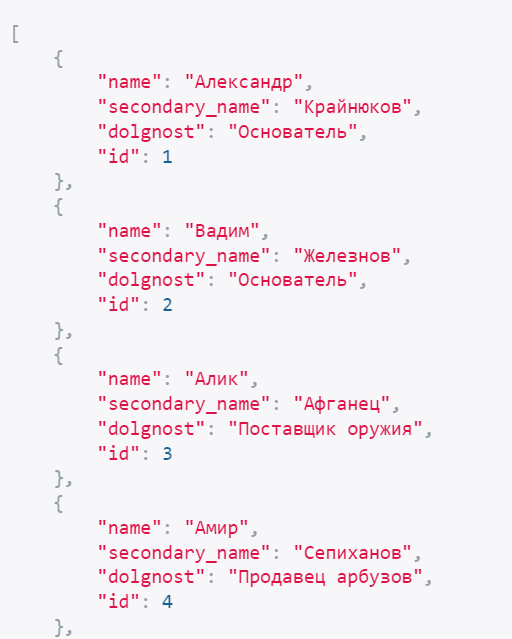 [
    {
        "name": "Александр",
        "secondary_name": "Крайнюков",
        "dolgnost": "Основатель",
        "id": 1
    },
    {
        "name": "Вадим",
        "secondary_name": "Железнов",
        "dolgnost": "Основатель",
        "id": 2
    },
    {
        "name": "Алик",
        "secondary_name": "Афганец",
        "dolgnost": "Поставщик оружия",
        "id": 3
    },
    {
        "name": "Амир",
        "secondary_name": "Сепиханов",
        "dolgnost": "Продавец арбузов",
        "id": 4
    },